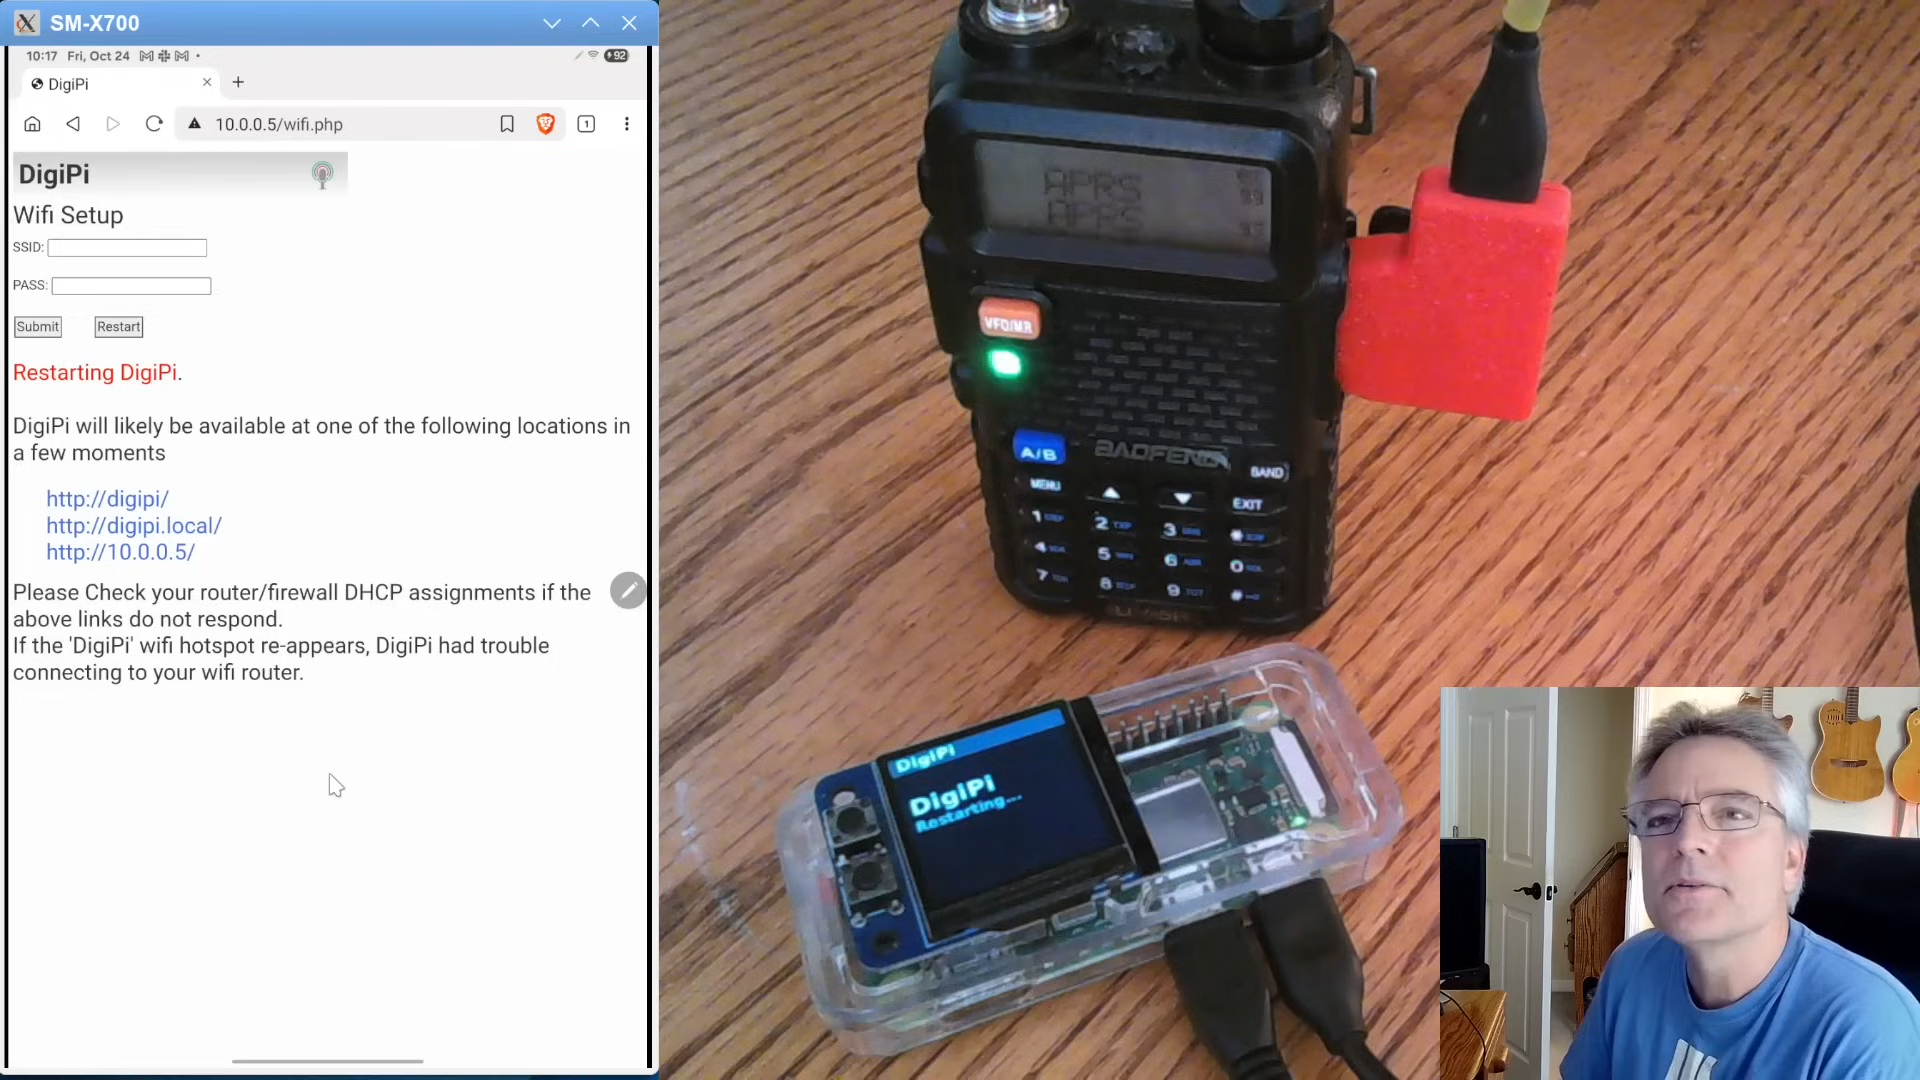 SM-X700
10:17 Fri, Oct 24
92
DigiPi
10.0.0.5/wifi.php
1
DigiPi
Wifi Setup
SSID:
PASS:
Submit Restart
Restarting DigiPi.
DigiPi will likely be available at one of the following locations in
a few moments
http://digipi/
http://digipi.local/
http://10.0.0.5/
Please Check your router/firewall DHCP assignments if the
above links do not respond.
If the 'DigiPi' wifi hotspot re-appears, DigiPi had trouble
connecting to your wifi router.
APRS
APRS
VFO/MR
A/B
BAOFENG
BAND
MENU
EXIT
1
2
3
4
5
6
0
7
8
9
DigiPi
DigiPi
Restarting...